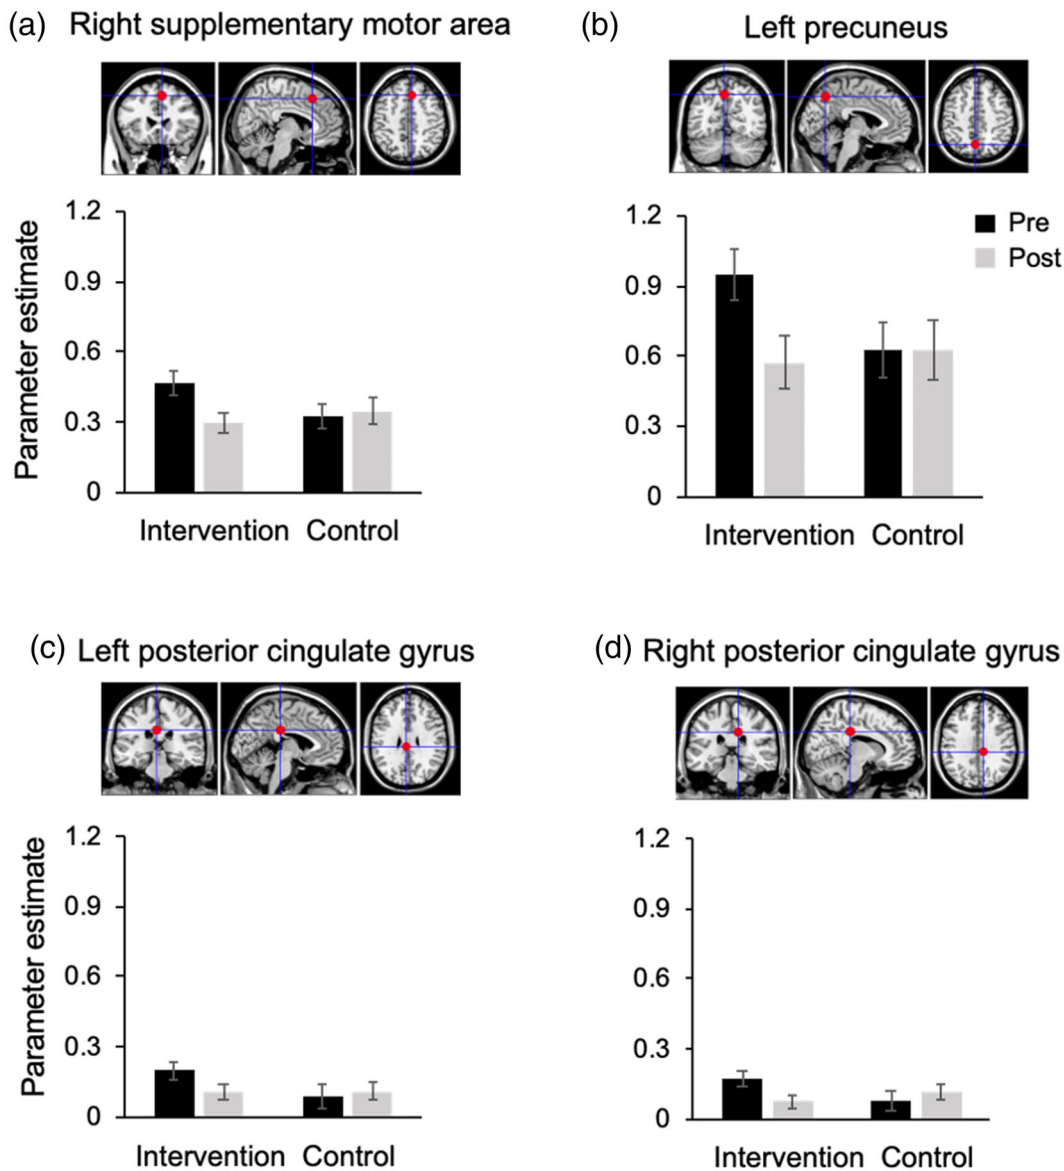 (a) Right supplementary motor area
1.2
0.9
0.6
0.3
0
Parameter estimate
Intervention Control
(b) Left precuneus
1.2
0.9
0.6
0.3
0
Pre
Post
Intervention Control
(c) Left posterior cingulate gyrus
1.2
0.9
0.6
0.3
0
Parameter estimate
Intervention Control
(d) Right posterior cingulate gyrus
1.2
0.9
0.6
0.3
0
Intervention Control